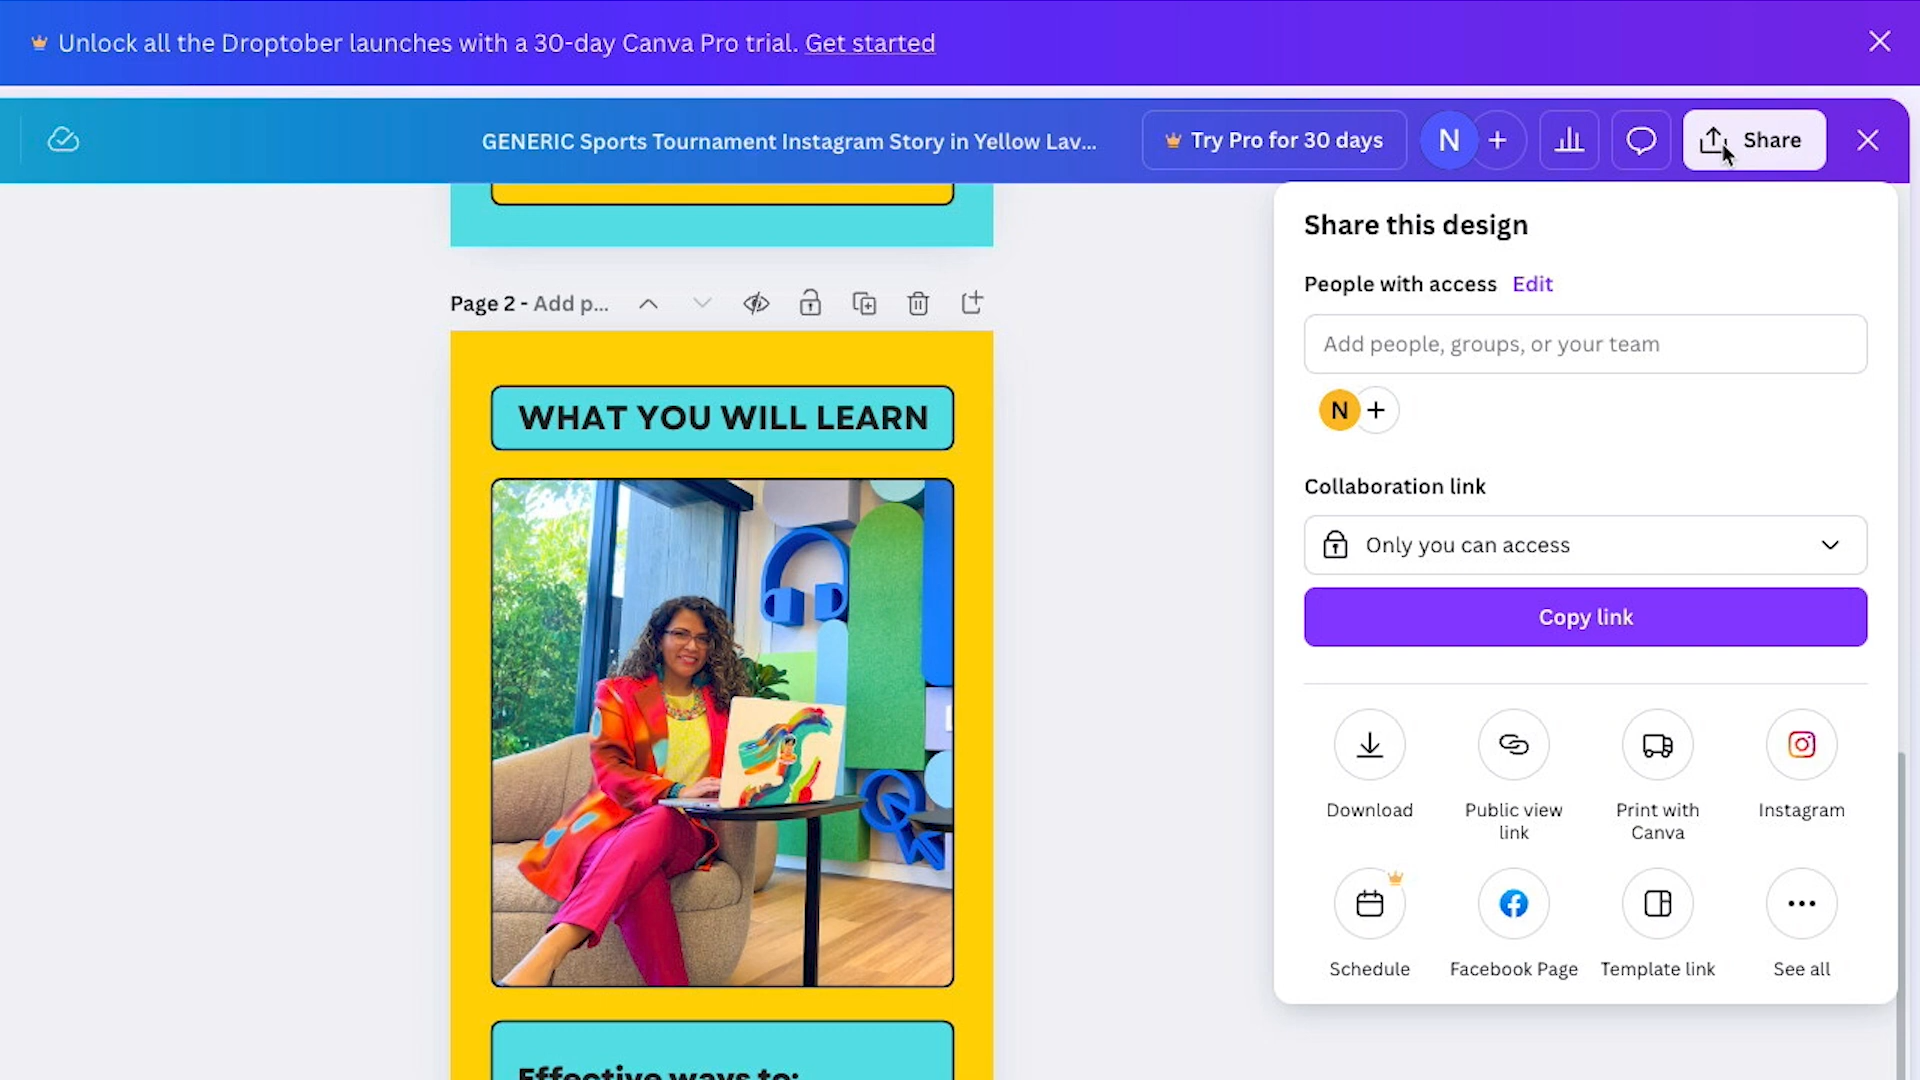 Unlock all the Droptober launches with a 30-day Canva Pro trial. Get started
GENERIC Sports Tournament Instagram Story in Yellow Lav...
Try Pro for 30 days
N
Share
Page 2 - Add p...
WHAT YOU WILL LEARN
Effective ways to:
Share this design
People with access Edit
Add people, groups, or your team
N
Collaboration link
Only you can access
Copy link
Download
Public view
link
Print with
Canva
Instagram
Schedule
Facebook Page
Template link
See all